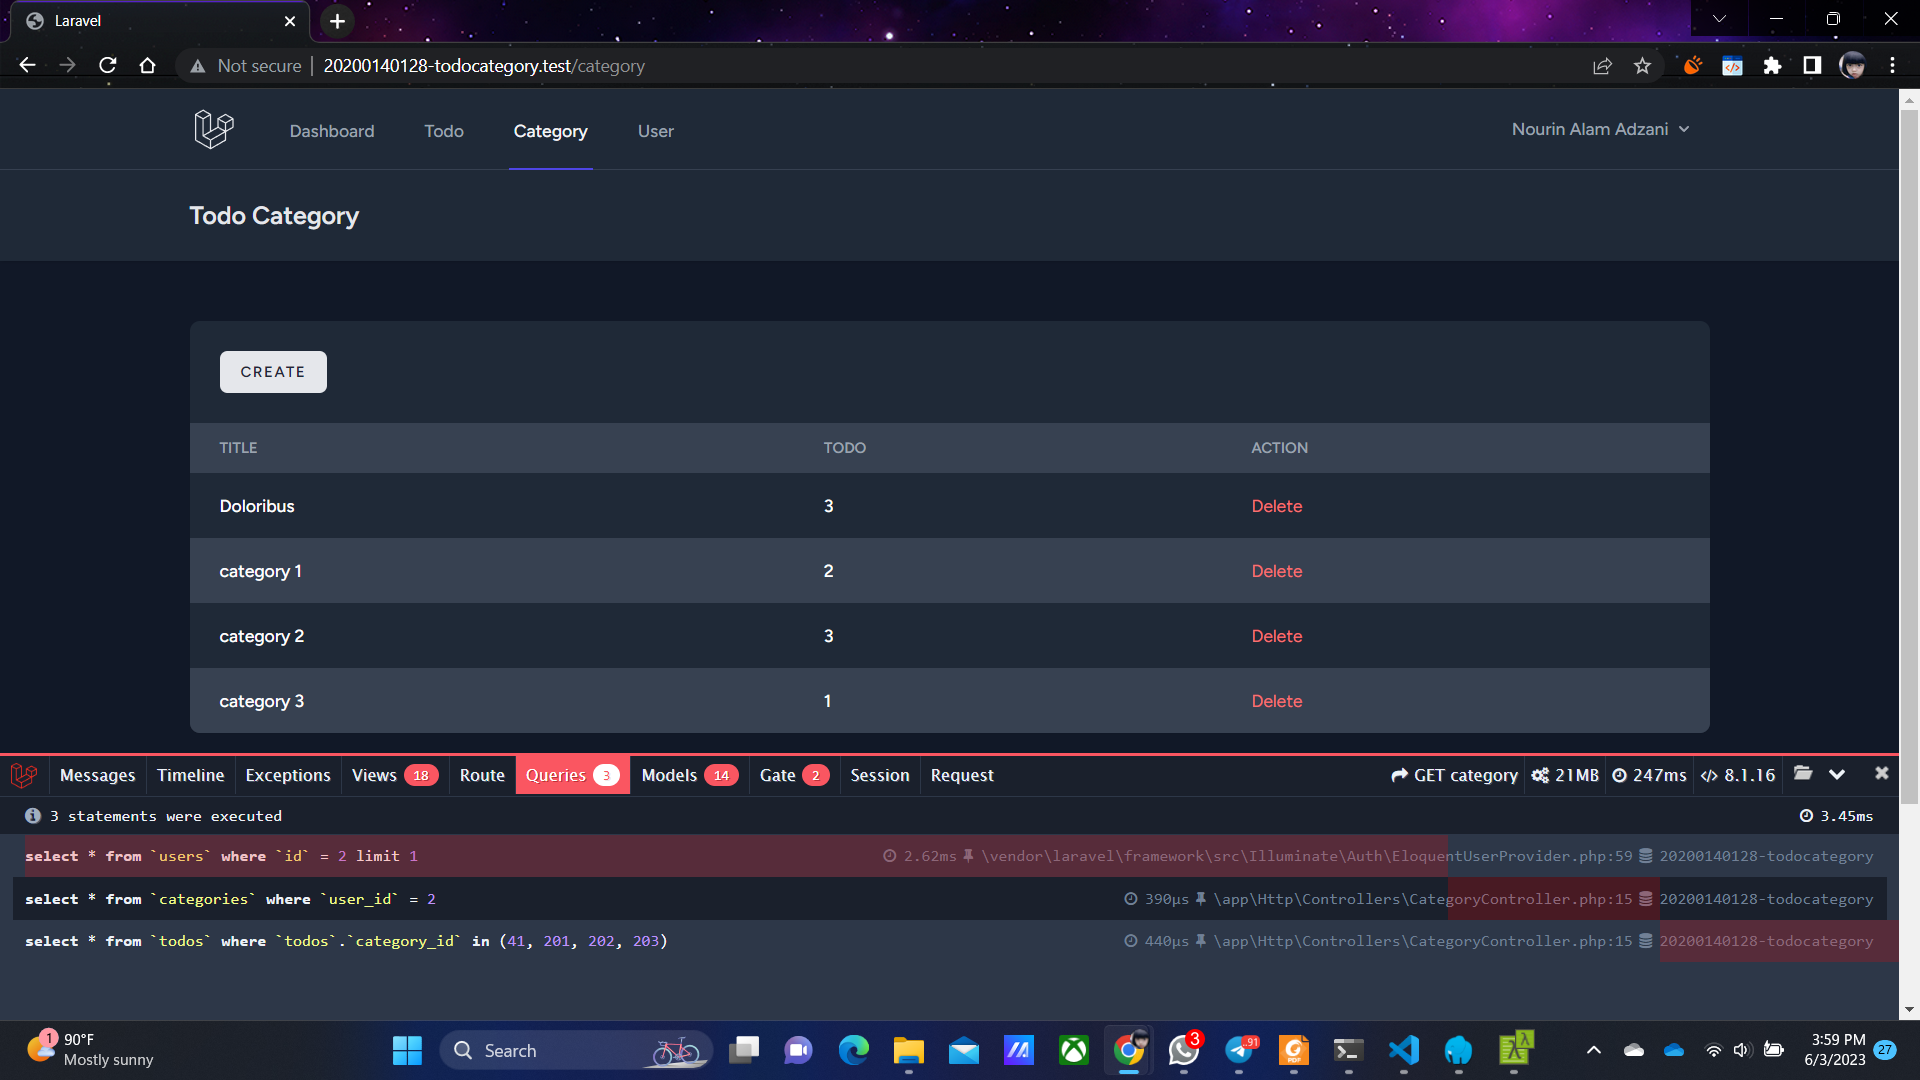 Laravel
Not secure 20200140128-todocategory.test/category
Dashboard Todo Category User Nourin Alam Adzani
Todo Category
CREATE
TITLE TODO ACTION
Doloribus 3 Delete
category 1 2 Delete
category 2 3 Delete
category 3 1 Delete
Messages Timeline Exceptions Views 18 Route Queries 3 Models 14 Gate 2 Session Request GET category 21MB 247ms 8.1.16
3 statements were executed 3.45ms
select * from `users` where `id` = 2 limit 1 2.62ms \vendor\laravel\framework\src\Illuminate\Auth\EloquentUserProvider.php:59 20200140128-todocategory
select * from `categories` where `user_id` = 2 390μs \app\Http\Controllers\CategoryController.php:15 20200140128-todocategory
select * from `todos` where `todos`.`category_id` in (41, 201, 202, 203) 440μs \app\Http\Controllers\CategoryController.php:15 20200140128-todocategory
1 90°F
Mostly sunny
Search
3
91
PDF
3:59 PM
6/3/2023
27